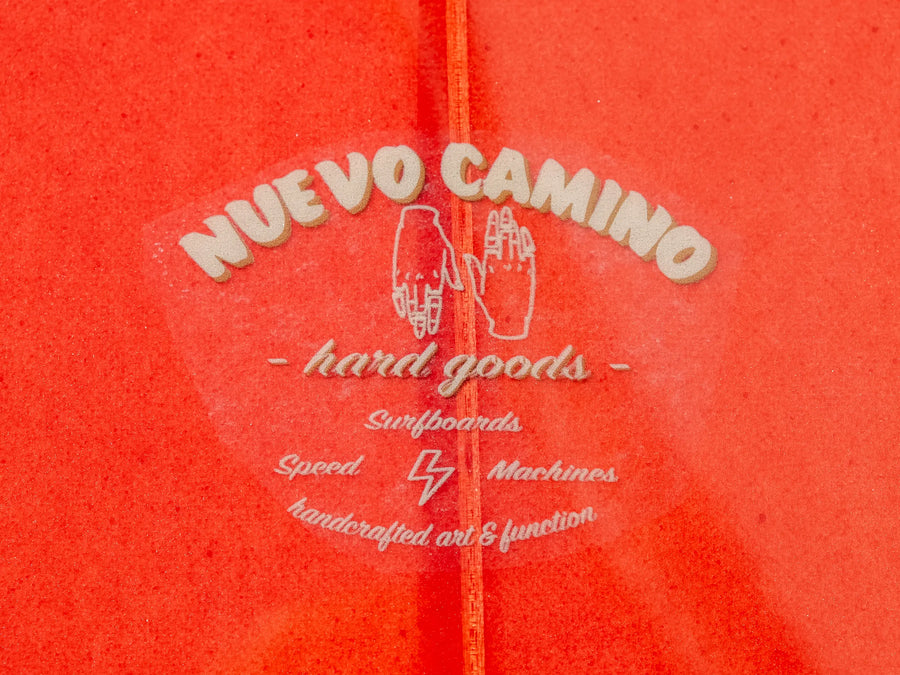 NUEVO CAMINO
- hard goods -
Surfboards
Speed Machines
handcrafted art & function